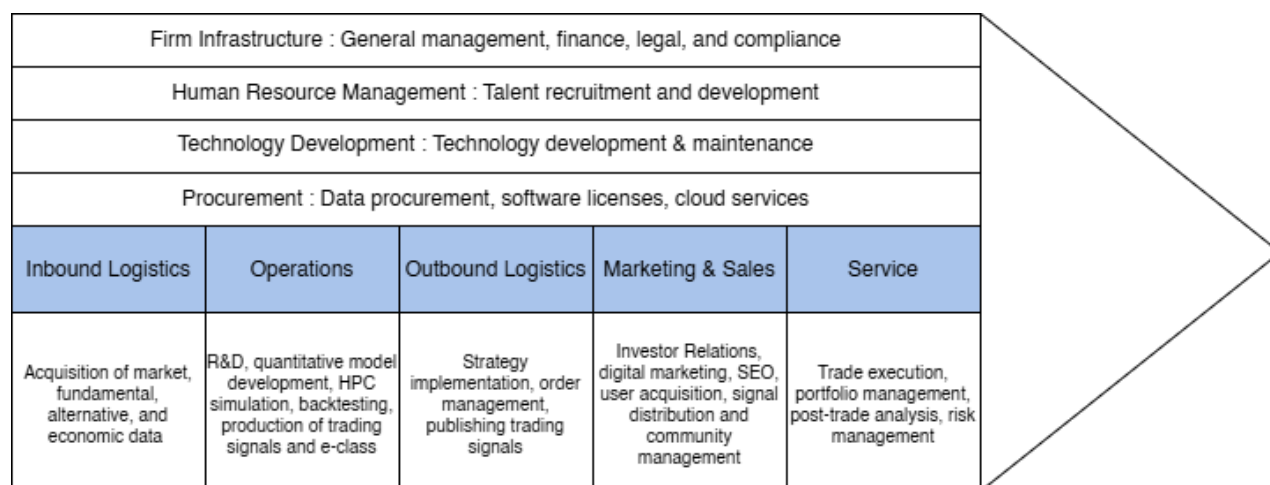 Firm Infrastructure : General management, finance, legal, and compliance
Human Resource Management : Talent recruitment and development
Technology Development : Technology development & maintenance
Procurement : Data procurement, software licenses, cloud services
Inbound Logistics
Operations
Outbound Logistics
Marketing & Sales
Service
Acquisition of market,
fundamental,
alternative, and
economic data
R&D, quantitative model
development, HPC
simulation, backtesting,
production of trading
signals and e-class
Strategy
implementation, order
management,
publishing trading
signals
Investor Relations,
digital marketing, SEO,
user acquisition, signal
distribution and
community
management
Trade execution,
portfolio management,
post-trade analysis, risk
management